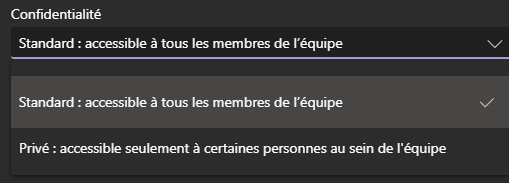 Confidentialité
Standard : accessible à tous les membres de l’équipe
Standard : accessible à tous les membres de l’équipe
Privé : accessible seulement à certaines personnes au sein de l'équipe